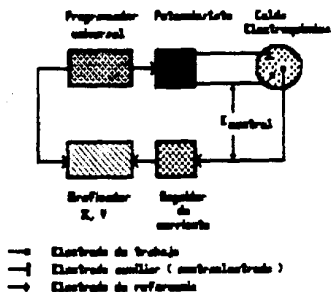 Programador
universal
Potenciostato
Celda
Electroquímica
E control
Graficador
X, Y
Seguidor
de
corriente
Electrodo de trabajo
Electrodo auxiliar ( contraelectrodo )
Electrodo de referencia